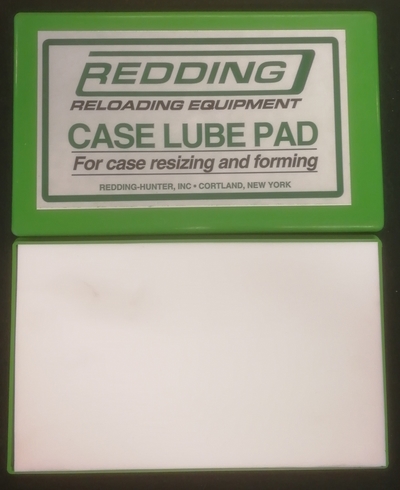 REDDING
RELOADING EQUIPMENT
CASE LUBE PAD
For case resizing and forming
REDDING-HUNTER, INC • CORTLAND, NEW YORK